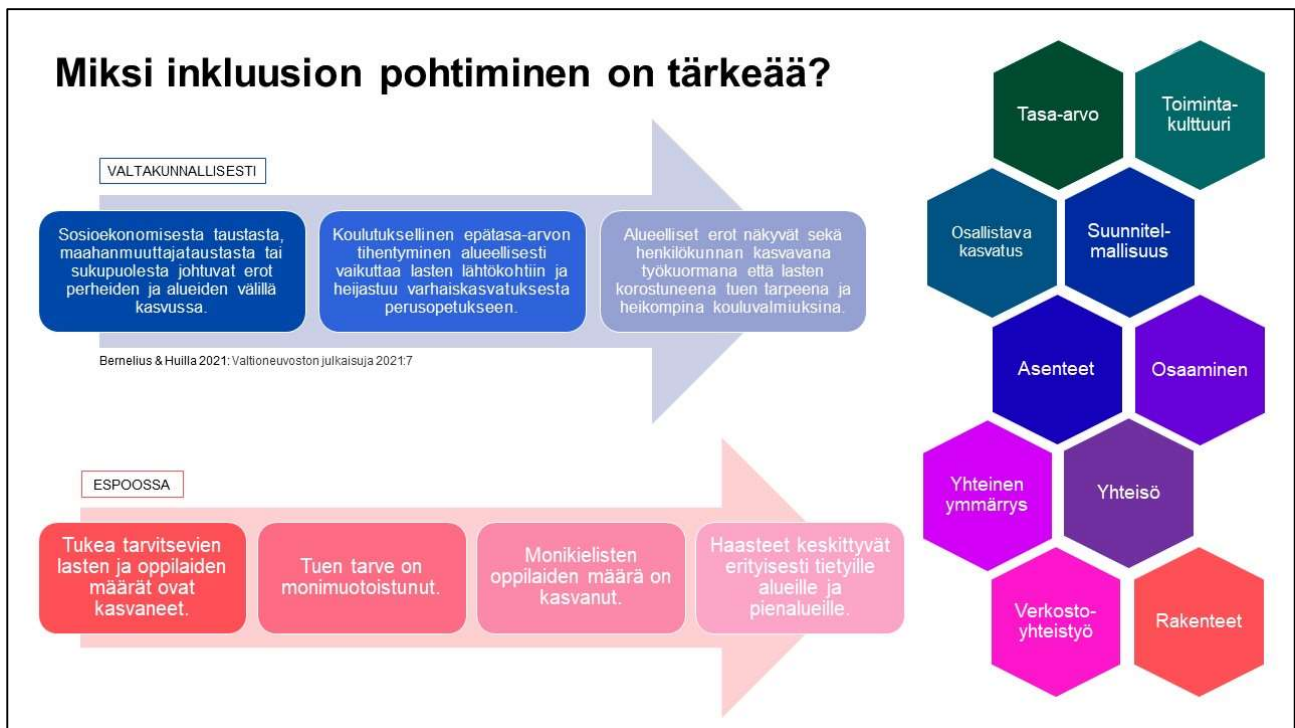 Miksi inkluusion pohtiminen on tärkeää?
VALTAKUNNALLISESTI
Sosioekonomisesta taustasta,
maahanmuuttajataustasta tai
sukupuolesta johtuvat erot
perheiden ja alueiden välillä
kasvussa.
Koulutuksellinen epätasa-arvon
tihentyminen alueellisesti
vaikuttaa lasten lähtökohtiin ja
heijastuu varhaiskasvatuksesta
perusopetukseen.
Alueelliset erot näkyvät sekä
henkilökunnan kasvavana
työkuormana että lasten
korostuneena tuen tarpeena ja
heikompina kouluvalmiuksina.
Bernelius & Huilla 2021: Valtioneuvoston julkaisuja 2021:7
ESPOOSSA
Tukea tarvitsevien
lasten ja oppilaiden
määrät ovat
kasvaneet.
Tuen tarve on
monimuotoistunut.
Monikielisten
oppilaiden määrä on
kasvanut.
Haasteet keskittyvät
erityisesti tietyille
alueille ja
pienalueille.
Tasa-arvo
Toiminta-
kulttuuri
Osallistava
kasvatus
Suunnitel-
mallisuus
Asenteet
Osaaminen
Yhteinen
ymmärrys
Yhteisö
Verkosto-
yhteistyö
Rakenteet